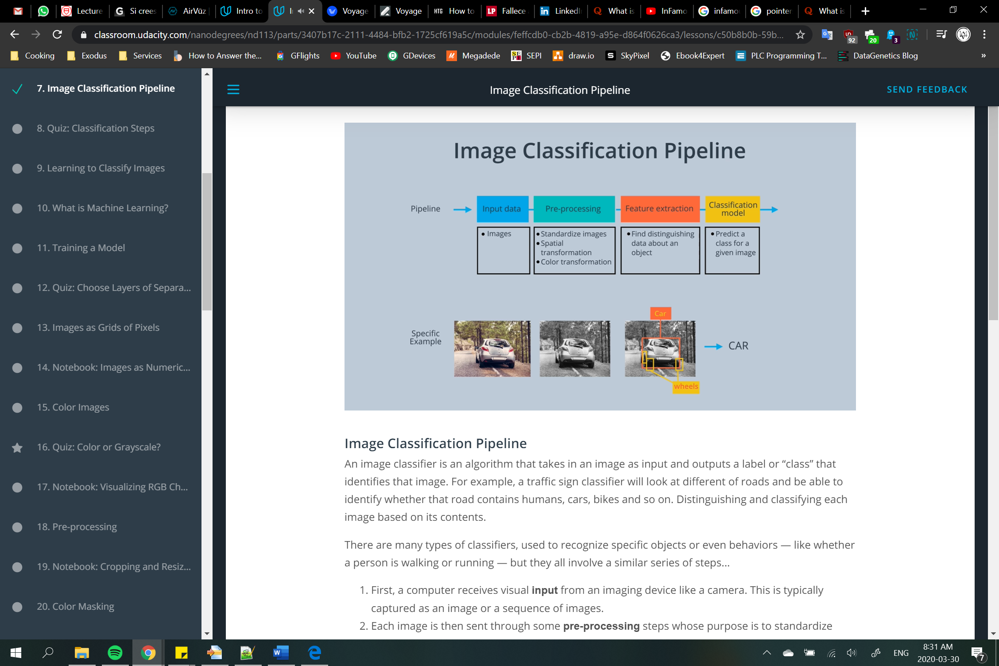 Lecture
Si crees
AirVūz
Intro to
Voyage
Voyage
HTG How to
LP Fallece
LinkedI
What is
InFamo
infamo
pointer
What is
classroom.udacity.com/nanodegrees/nd113/parts/3407b17c-2111-4484-bfb2-1725cf619a5c/modules/feffcdb0-cb2b-4819-a95e-d864f0626ca3/lessons/c50b8b0b-59b...
92
20
3
Cooking
Exodus
Services
How to Answer the...
GFlights
YouTube
GDevices
Megadede
SEPI
draw.io
SkyPixel
Ebook4Expert
PLC Programming T...
DataGenetics Blog
»
7. Image Classification Pipeline
8. Quiz: Classification Steps
9. Learning to Classify Images
10. What is Machine Learning?
11. Training a Model
12. Quiz: Choose Layers of Separa...
13. Images as Grids of Pixels
14. Notebook: Images as Numeric...
15. Color Images
16. Quiz: Color or Grayscale?
17. Notebook: Visualizing RGB Ch...
18. Pre-processing
19. Notebook: Cropping and Resiz...
20. Color Masking
Image Classification Pipeline
SEND FEEDBACK
Image Classification Pipeline
Pipeline
Input data
Pre-processing
Feature extraction
Classification
model
• Images
• Standardize images
• Spatial
transformation
• Color transformation
• Find distinguishing
data about an
object
• Predict a
class for a
given image
Specific
Example
Car
wheels
CAR
Image Classification Pipeline
An image classifier is an algorithm that takes in an image as input and outputs a label or “class” that
identifies that image. For example, a traffic sign classifier will look at different of roads and be able to
identify whether that road contains humans, cars, bikes and so on. Distinguishing and classifying each
image based on its contents.
There are many types of classifiers, used to recognize specific objects or even behaviors — like whether
a person is walking or running — but they all involve a similar series of steps...
1. First, a computer receives visual input from an imaging device like a camera. This is typically
captured as an image or a sequence of images.
2. Each image is then sent through some pre-processing steps whose purpose is to standardize
ENG
8:31 AM
2020-03-30
7